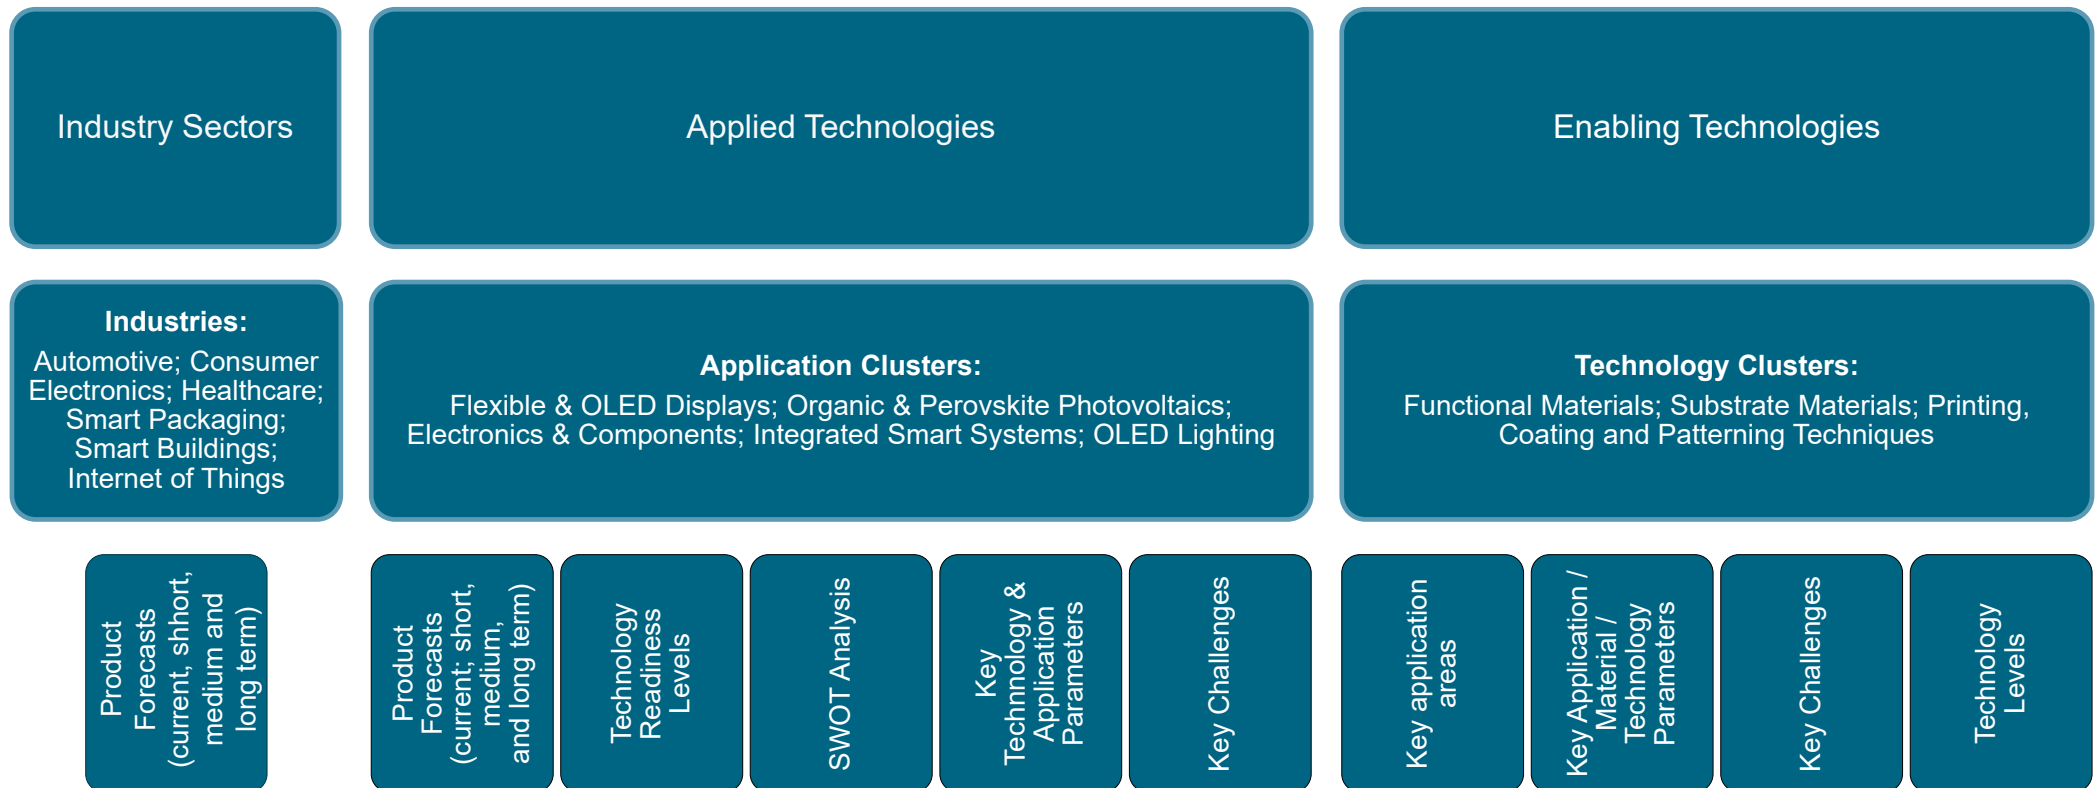 Industry Sectors
Applied Technologies
Enabling Technologies
Industries:
Automotive; Consumer
Electronics; Healthcare;
Smart Packaging;
Smart Buildings;
Internet of Things
Application Clusters:
Flexible & OLED Displays; Organic & Perovskite Photovoltaics;
Electronics & Components; Integrated Smart Systems; OLED Lighting
Technology Clusters:
Functional Materials; Substrate Materials; Printing,
Coating and Patterning Techniques
Product
Forecasts
(current, shhort,
medium and
long term)
Product
Forecasts
(current; short,
medium,
and long term)
Technology
Readiness
Levels
SWOT Analysis
Key
Technnology &
Application
Parameters
Key Challenges
Key application
areas
Key Application /
Material /
Technology
Parameters
Key Challenges
Technology
Levels